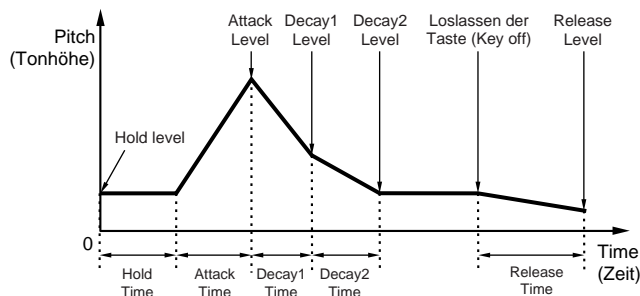 Pitch
(Tonhöhe)
Attack
Level
Decay1
Level
Decay2
Level
Loslassen der
Taste (Key off)
Release
Level
Hold level
0
Time
(Zeit)
Hold
Time
Attack
Time
Decay1
Time
Decay2
Time
Release
Time